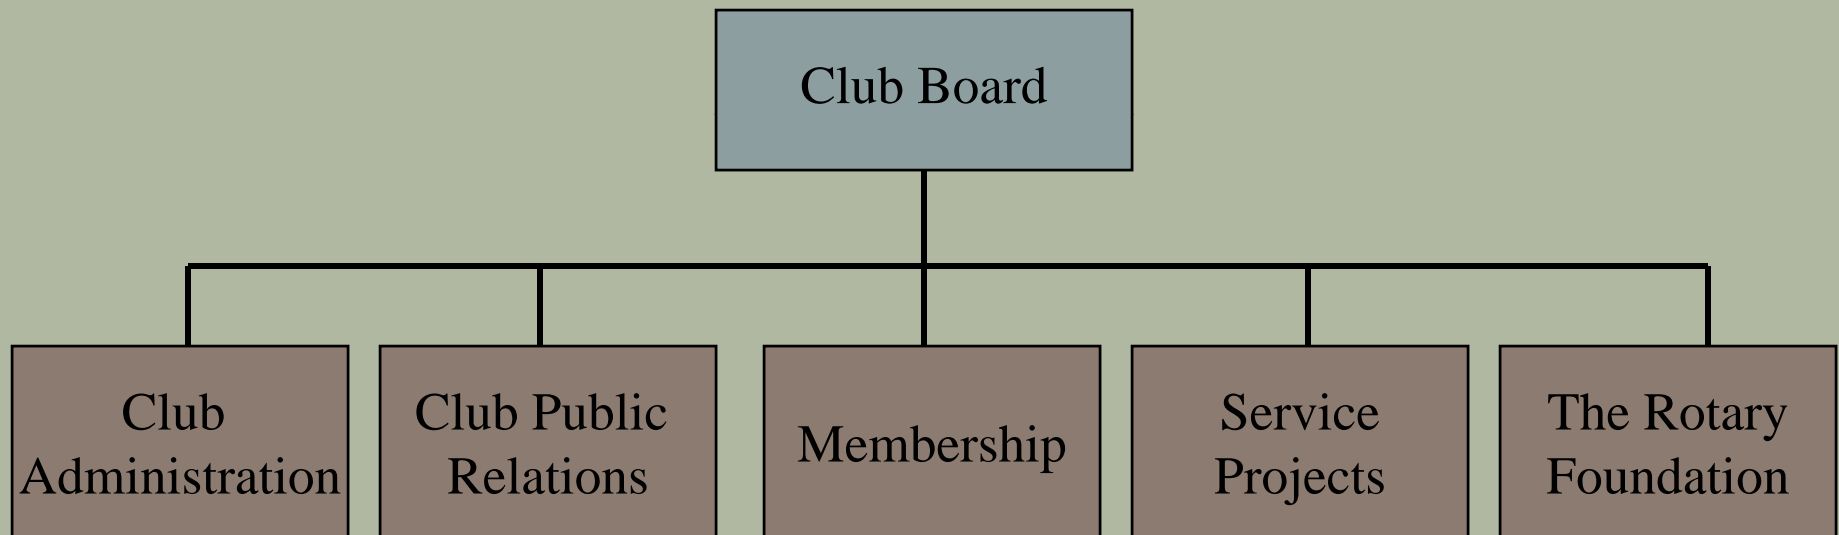 Club Board
Club
Administration
Club Public
Relations
Membership
Service
Projects
The Rotary
Foundation